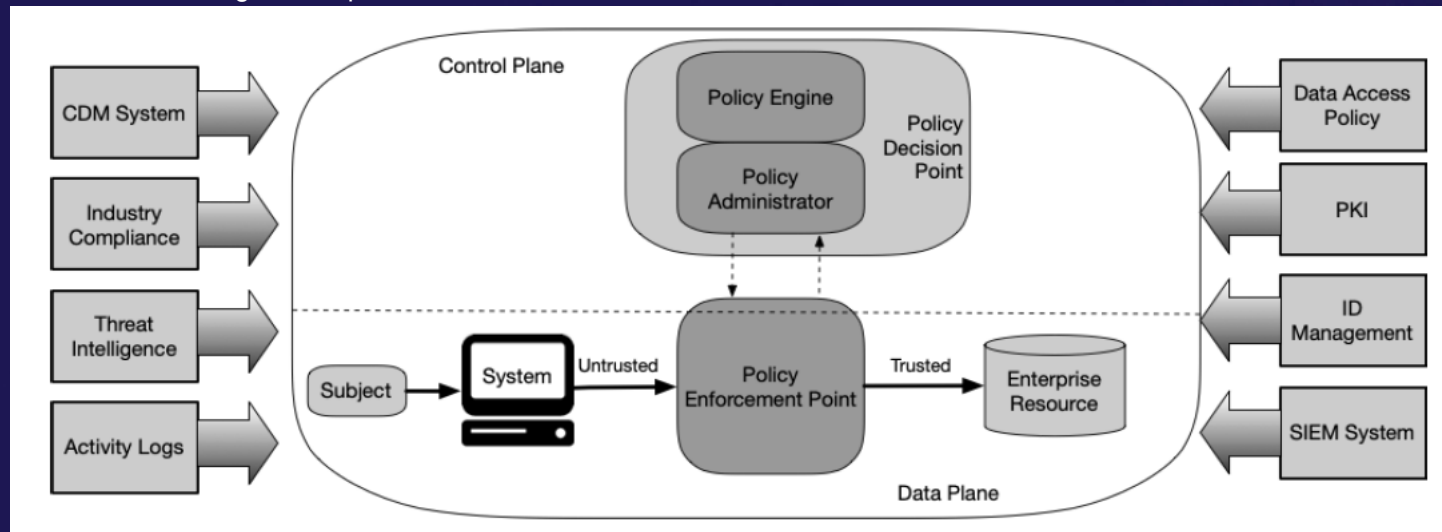 Control Plane
CDM System
Industry
Compliance
Threat
Intelligence
Activity Logs
Policy Engine
Policy
Administrator
Policy
Decision
Point
Subject
System
Untrusted
Policy
Enforcement Point
Trusted
Enterprise
Resource
Data Plane
Data Access
Policy
PKI
ID
Management
SIEM System